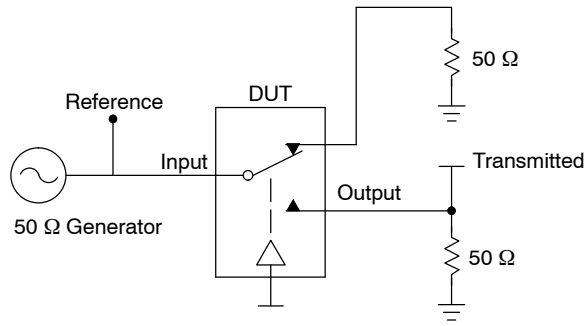 50 Ω
DUT
Reference
Input
Transmitted
Output
50 Ω Generator
50 Ω